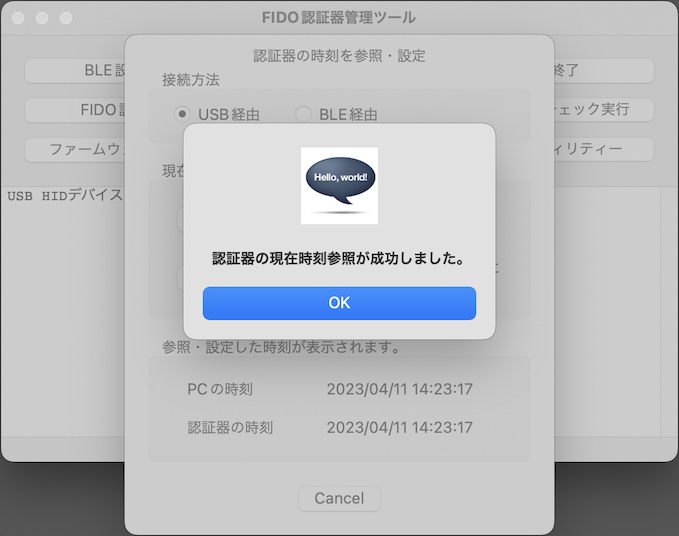 FIDO認証器管理ツール
認証器の時刻を参照・設定
BLE設
終了
接続方法
USB経由
BLE経由
FIDO
ェック実行
ファームウ
ィリティー
現在
USB HIDデバイス
Hello, world!
認証器の現在時刻参照が成功しました。
OK
参照・設定した時刻が表示されます。
PCの時刻 2023/04/11 14:23:17
認証器の時刻 2023/04/11 14:23:17
Cancel